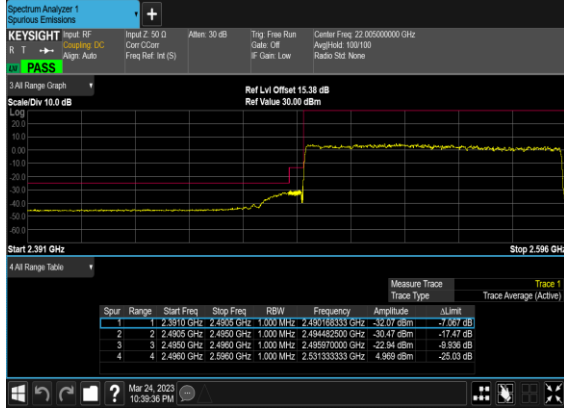 Spectrum Analyzer 1
Spurious Emissions
KEYSIGHT Input: RF Input Z: 50 Ω Atten: 30 dB Trig: Free Run Center Freq: 22.005000000 GHz
R T Coupling: DC Corr CCorr Gate: Off Avg|Hold: 100/100
Align: Auto Freq Ref: Int (S) IF Gain: Low Radio Std: None
PASS
3 All Range Graph
Ref Lvl Offset 15.38 dB
Scale/Div 10.0 dB Ref Value 30.00 dBm
Log
20.0
10.0
0.00
-10.0
-20.0
-30.0
-40.0
-50.0
-60.0
Start 2.391 GHz Stop 2.596 GHz
4 All Range Table
Measure Trace Trace 1
Trace Type Trace Average (Active)
Spur Range Start Freq Stop Freq RBW Frequency Amplitude ΔLimit
1 1 2.3910 GHz 2.4905 GHz 1.000 MHz 2.490168333 GHz -32.07 dBm -7.067 dB
2 2 2.4905 GHz 2.4950 GHz 1.000 MHz 2.494482500 GHz -30.47 dBm -17.47 dB
3 3 2.4950 GHz 2.4960 GHz 1.000 MHz 2.495970000 GHz -22.94 dBm -9.936 dB
4 4 2.4960 GHz 2.5960 GHz 1.000 MHz 2.531333333 GHz 4.969 dBm -25.03 dB
Mar 24, 2023
10:39:36 PM